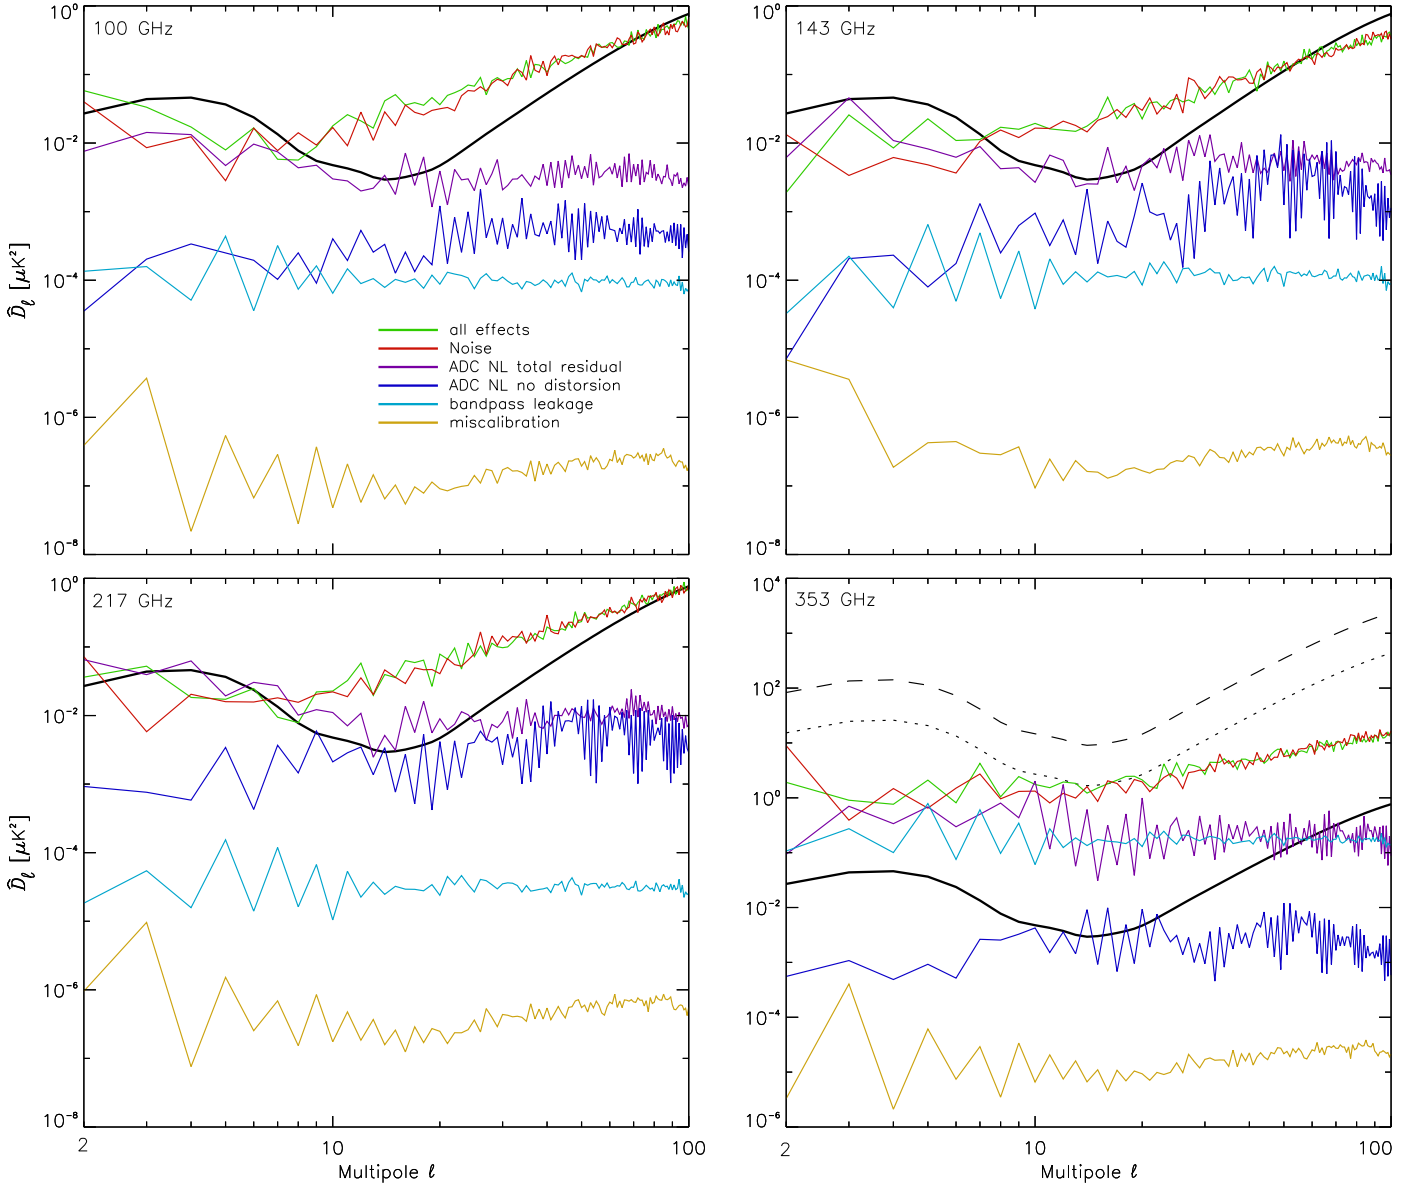 100 GHz
10⁰
10⁻²
10⁻⁴
10⁻⁶
10⁻⁸
D̂ℓ [μK²]
all effects
Noise
ADC NL total residual
ADC NL no distorsion
bandpass leakage
miscalibration
143 GHz
10⁰
10⁻²
10⁻⁴
10⁻⁶
10⁻⁸
217 GHz
10⁰
10⁻²
10⁻⁴
10⁻⁶
10⁻⁸
D̂ℓ [μK²]
2 10 100
Multipole ℓ
353 GHz
10⁴
10²
10⁰
10⁻²
10⁻⁴
10⁻⁶
2 10 100
Multipole ℓ